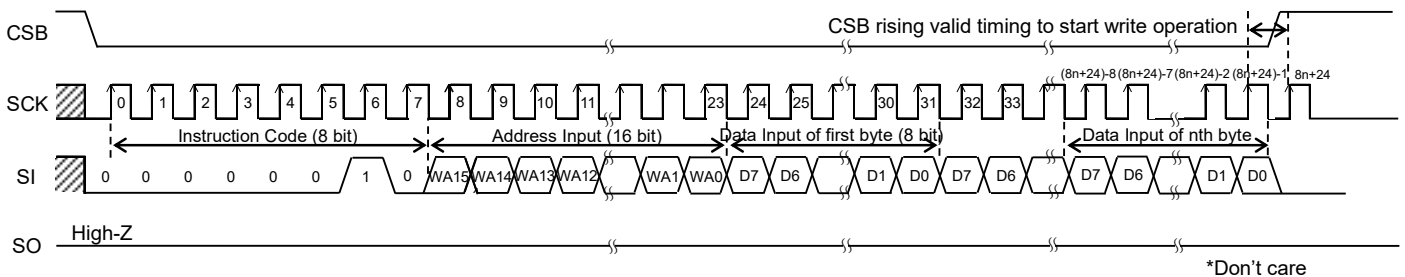 CSB
CSB rising valid timing to start write operation
(8n+24)-8 (8n+24)-7 (8n+24)-2 (8n+24)-1 8n+24
SCK 0 1 2 3 4 5 6 7 8 9 10 11 23 24 25 30 31 32 33
Instruction Code (8 bit) Address Input (16 bit) Data Input of first byte (8 bit) Data Input of nth byte
SI 0 0 0 0 0 0 1 0 WA15 WA14 WA13 WA12 WA1 WA0 D7 D6 D1 D0 D7 D6 D7 D6 D1 D0
High-Z
SO
*Don't care